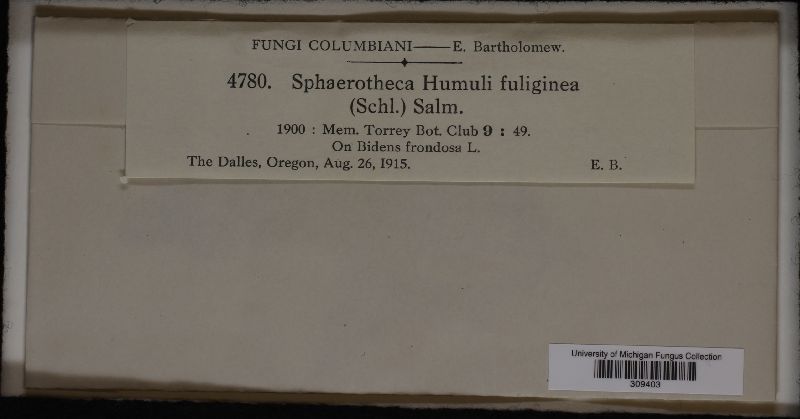 FUNGI COLUMBIANI—E. Bartholomew.
4780. Sphaerotheca Humuli fuliginea
(Schl.) Salm.
1900 : Mem. Torrey Bot. Club 9 : 49.
On Bidens frondosa L.
The Dalles, Oregon, Aug. 26, 1915. E. B.
University of Michigan Fungus Collection
309403